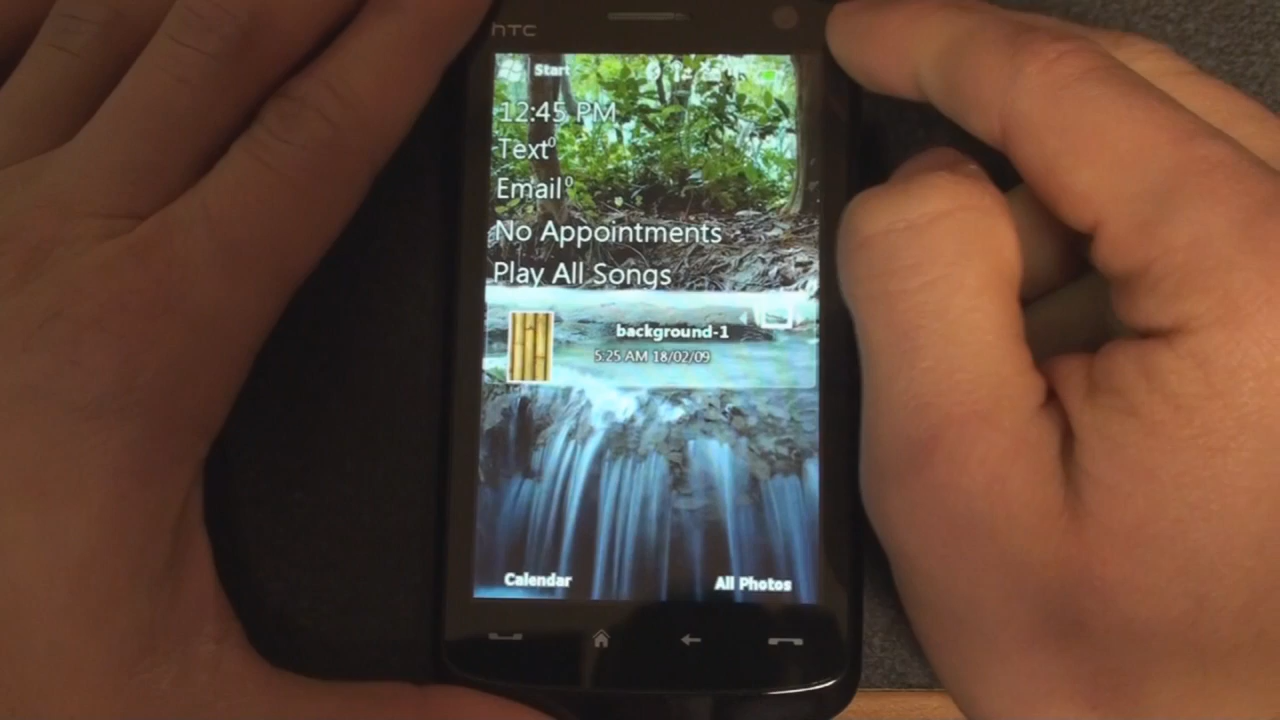 hTC
Start
12:45 PM
Text0
Email0
No Appointments
Play All Songs
background-1
5:25 AM 18/02/09
Calendar
All Photos